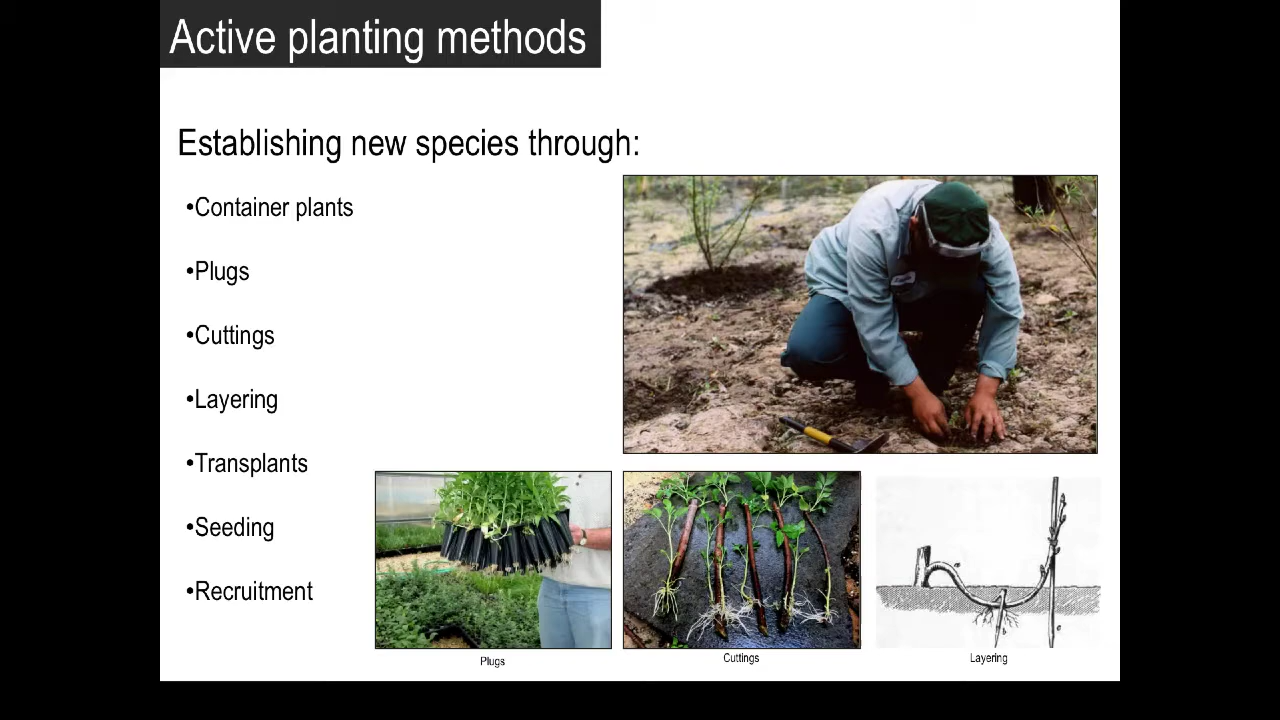 Active planting methods
Establishing new species through:
•Container plants
•Plugs
•Cuttings
•Layering
•Transplants
•Seeding
•Recruitment
Plugs
Cuttings
Layering